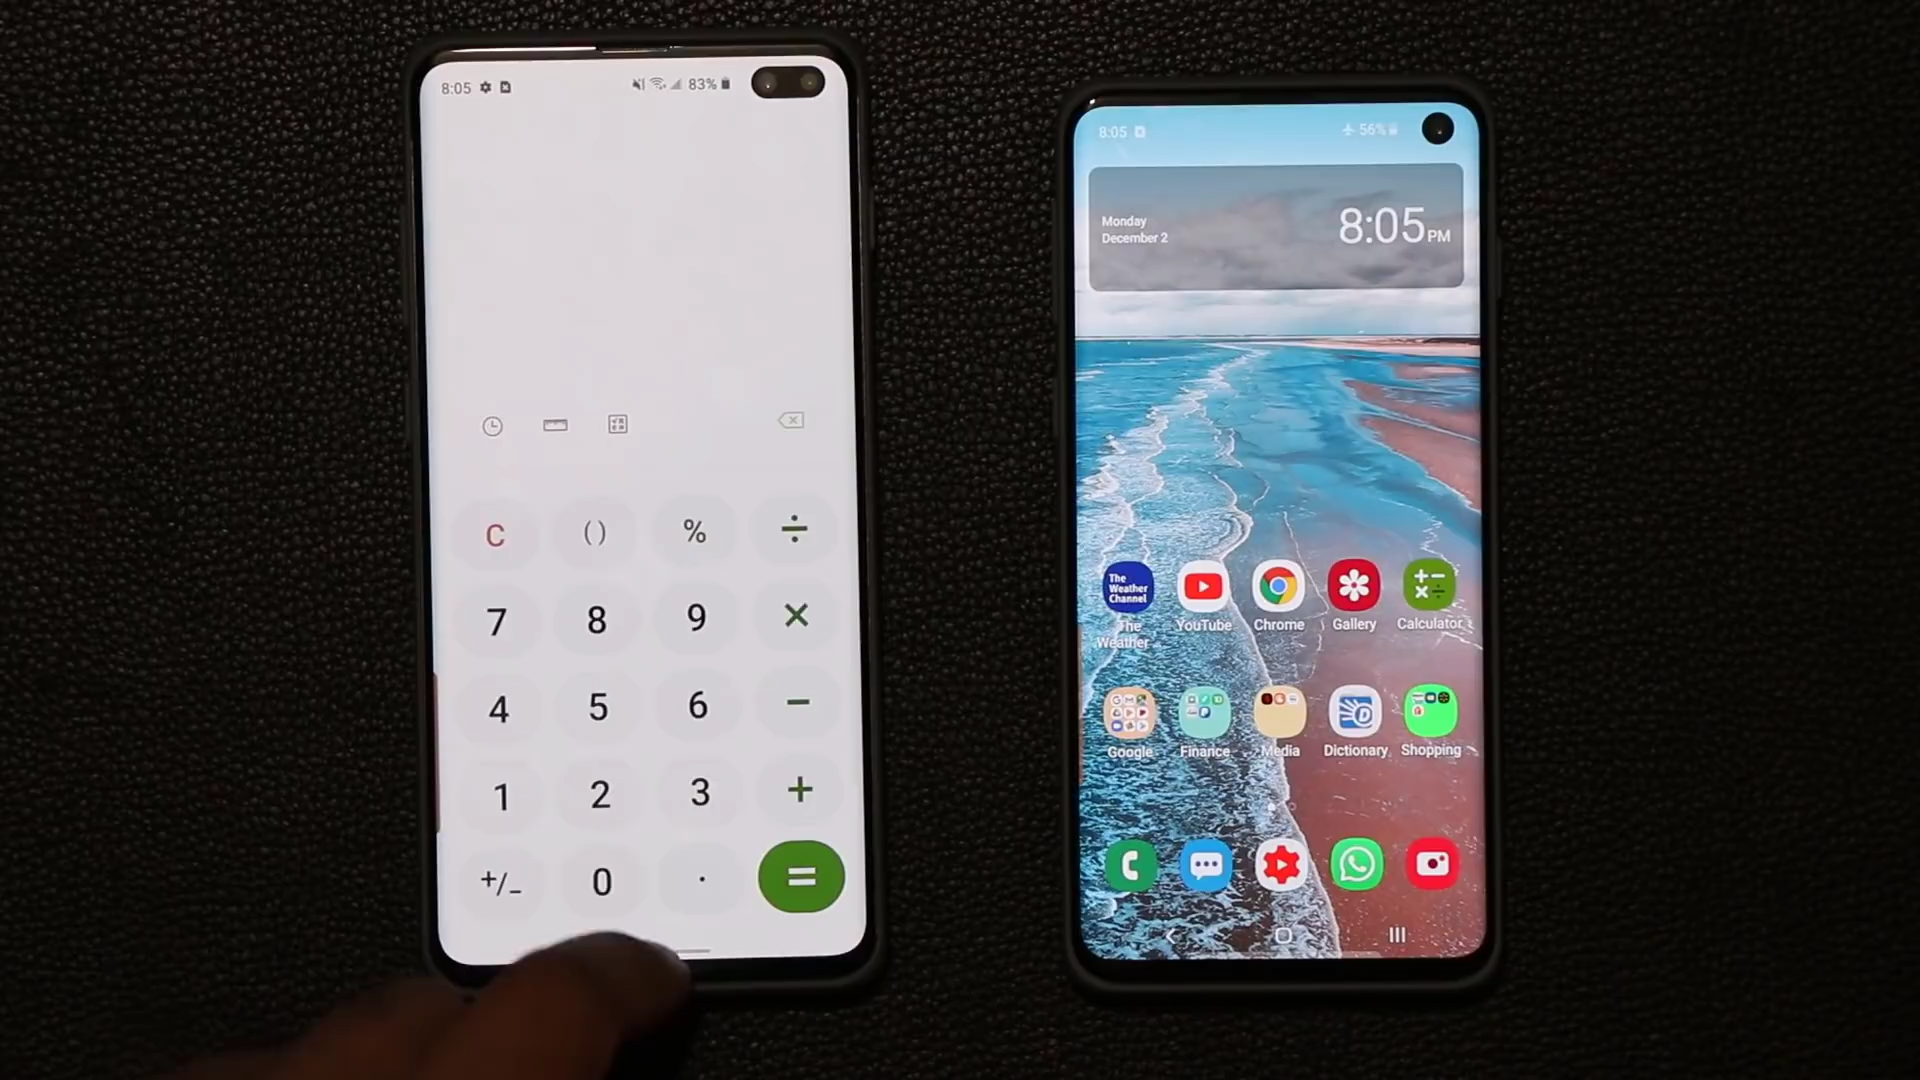 8:05
83%
C () % ÷
7 8 9 ×
4 5 6 −
1 2 3 +
+/− 0 . =
8:05
56%
Monday
December 2
8:05 PM
The
Weather
Channel
The
Weather
YouTube
Chrome
Gallery
Calculator
Google
Finance
Media
Dictionary
Shopping